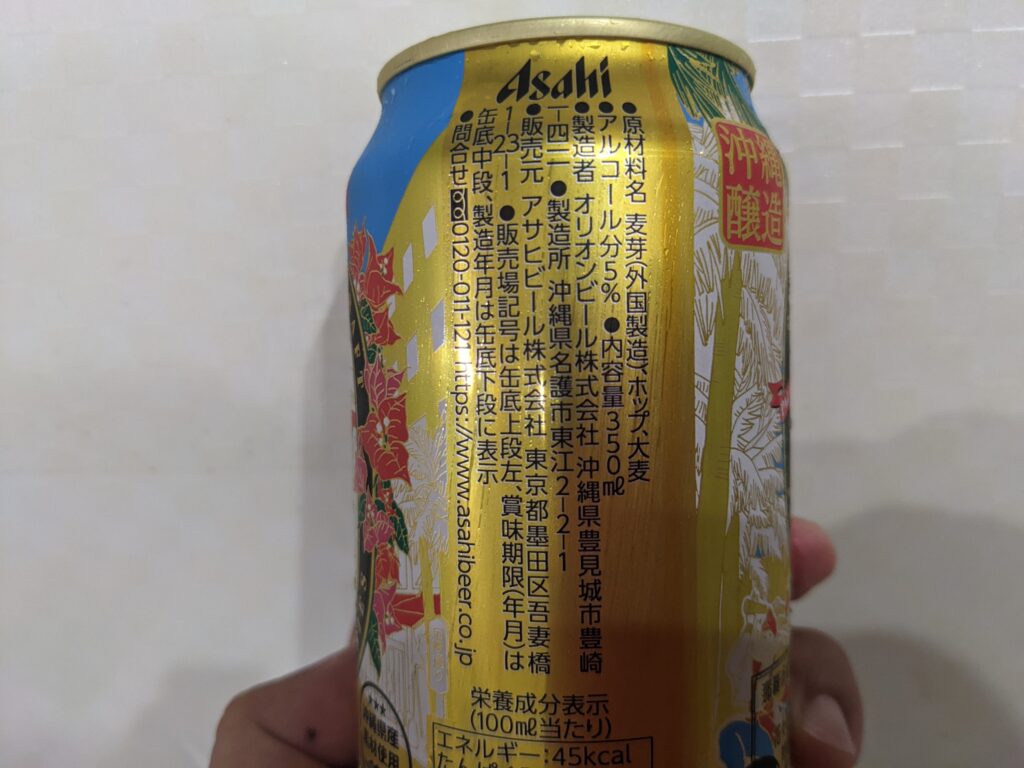 Asahi
●原材料名 麦芽(外国製造)、ホップ、大麦
●アルコール分5% ●内容量350㎖
●製造者 オリオンビール株式会社 沖縄県豊見城市豊崎
1-411 ●製造所 沖縄県名護市東江2-2-1
●販売元 アサヒビール株式会社 東京都墨田区吾妻橋
1-23-1 ●販売場記号は缶底上段左、賞味期限(年月)は
缶底中段、製造年月は缶底下段に表示
●問合せ 0120-011-121 https://www.asahibeer.co.jp
栄養成分表示
(100㎖当たり)
エネルギー:45kcal
沖縄
醸造
沖縄県産